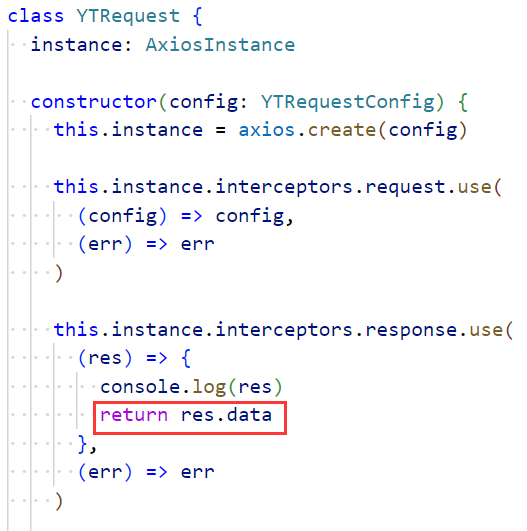 class YTRequest {
instance: AxiosInstance
constructor(config: YTRequestConfig) {
this.instance = axios.create(config)
this.instance.interceptors.request.use(
(config) => config,
(err) => err
)
this.instance.interceptors.response.use(
(res) => {
console.log(res)
return res.data
},
(err) => err
)